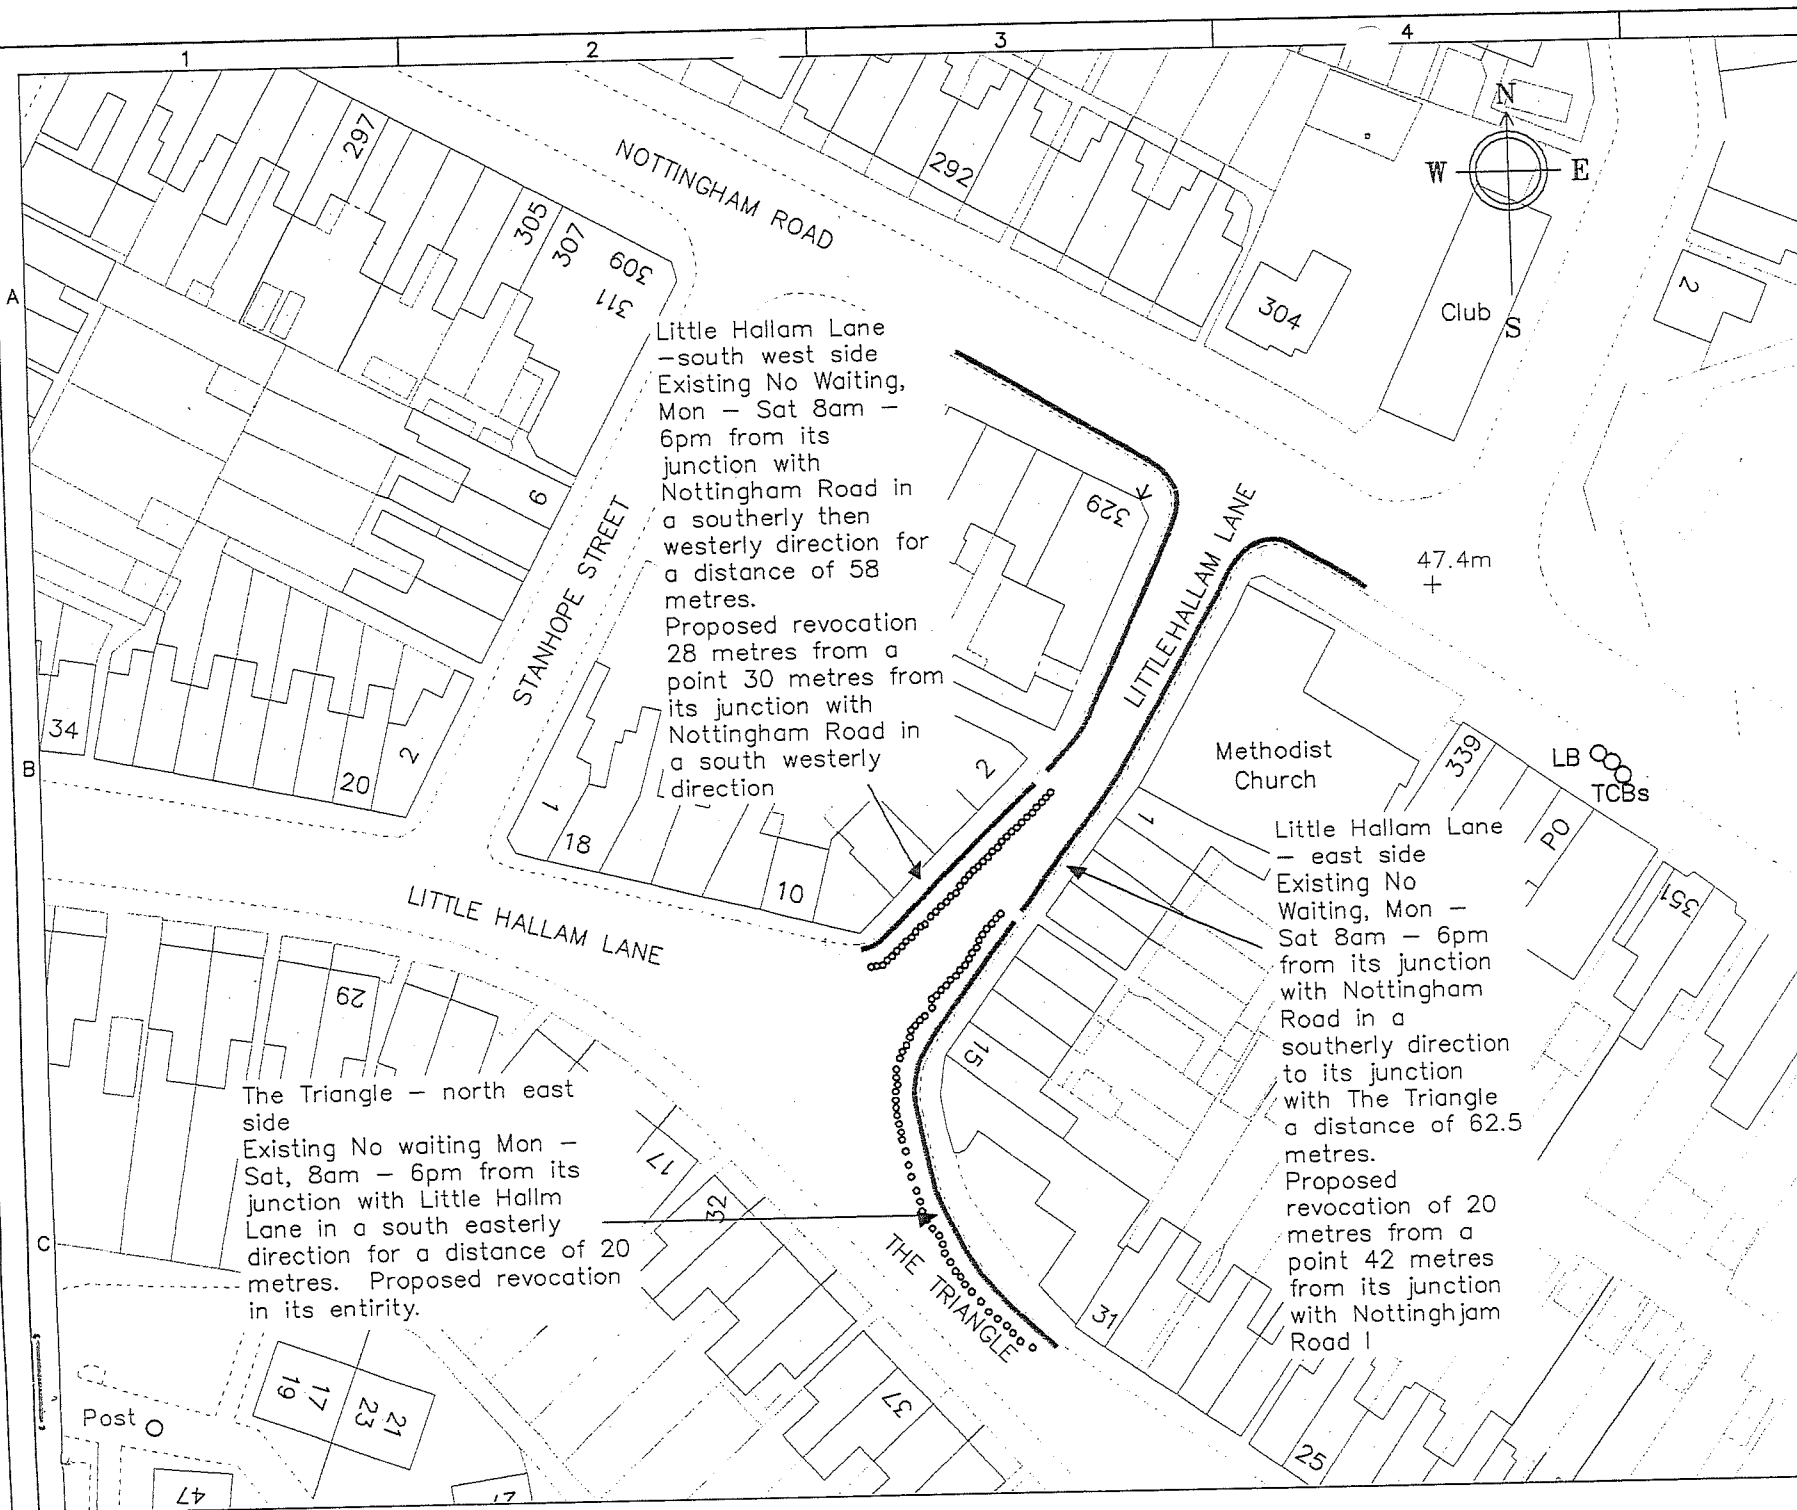 1
2
3
4
N
W
E
S
A
B
C
297
305
307
309
311
NOTTINGHAM ROAD
292
304
Club
2
Little Hallam Lane
–south west side
Existing No Waiting,
Mon – Sat 8am –
6pm from its
junction with
Nottingham Road in
a southerly then
westerly direction for
a distance of 58
metres.
Proposed revocation
28 metres from a
point 30 metres from
its junction with
Nottingham Road in
a south westerly
direction
329
LITTLEHALLAM LANE
47.4m
9
STANHOPE STREET
34
20
2
1
18
10
2
Methodist
Church
339
LB
TCBs
PO
351
1
LITTLE HALLAM LANE
29
15
Little Hallam Lane
– east side
Existing No
Waiting, Mon –
Sat 8am – 6pm
from its junction
with Nottingham
Road in a
southerly direction
to its junction
with The Triangle
a distance of 62.5
metres.
Proposed
revocation of 20
metres from a
point 42 metres
from its junction
with Nottinghjam
Road l
The Triangle – north east
side
Existing No waiting Mon –
Sat, 8am – 6pm from its
junction with Little Hallm
Lane in a south easterly
direction for a distance of 20
metres. Proposed revocation
in its entirity.
17
32
THE TRIANGLE
31
37
25
19
17
23
21
Post
47